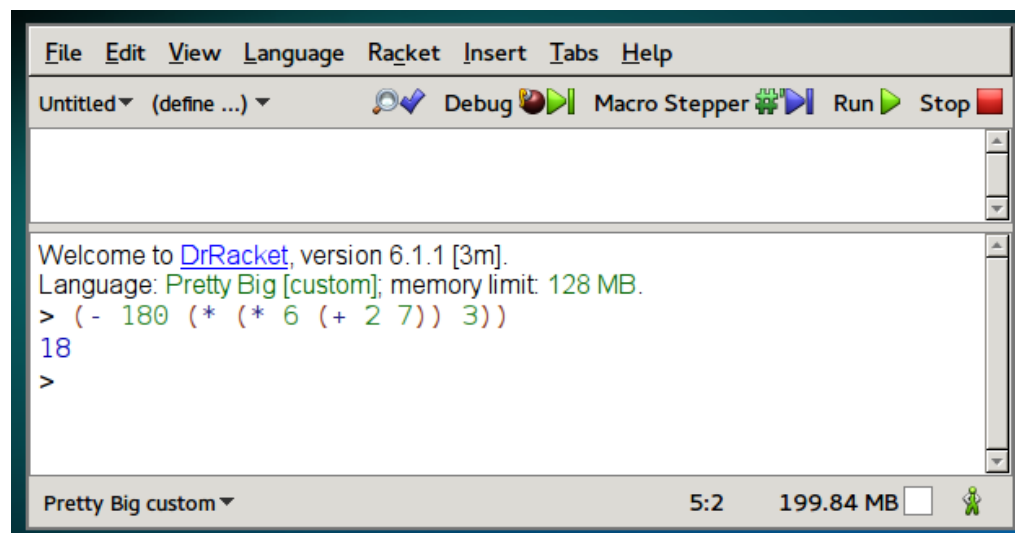 File Edit View Language Racket Insert Tabs Help
Untitled (define ...) Debug Macro Stepper Run Stop
Welcome to DrRacket, version 6.1.1 [3m].
Language: Pretty Big [custom]; memory limit: 128 MB.
> (- 180 (* (* 6 (+ 2 7)) 3))
18
>
Pretty Big custom 5:2 199.84 MB